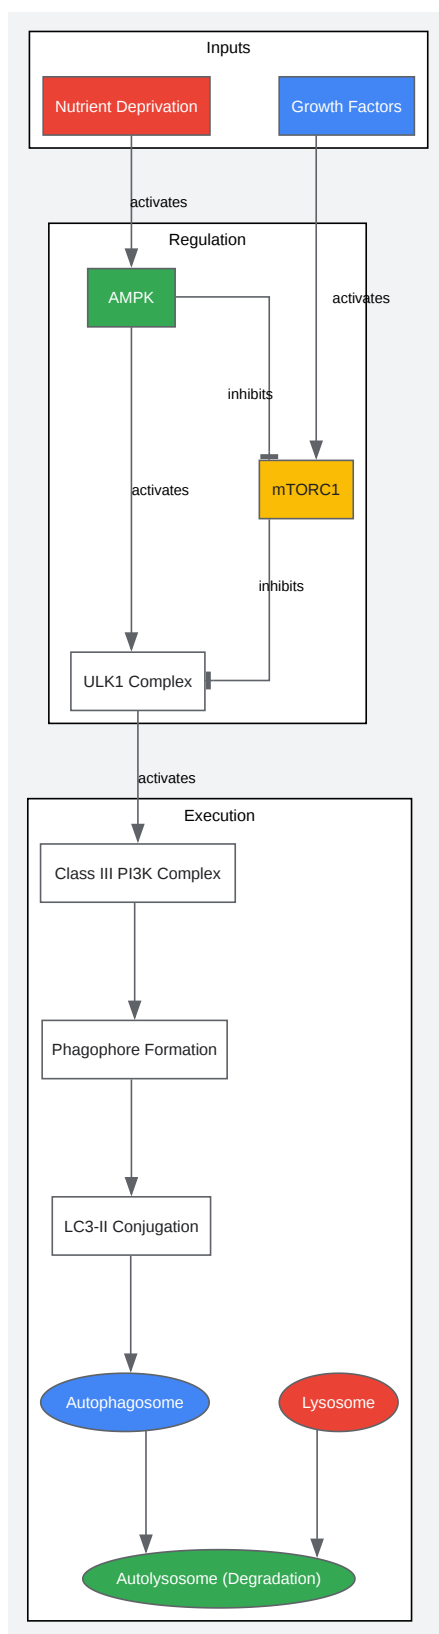 Inputs
Nutrient Deprivation
Growth Factors
activates
Regulation
AMPK
activates
inhibits
activates
mTORC1
inhibits
ULK1 Complex
activates
Execution
Class III PI3K Complex
Phagophore Formation
LC3-II Conjugation
Autophagosome
Lysosome
Autolysosome (Degradation)